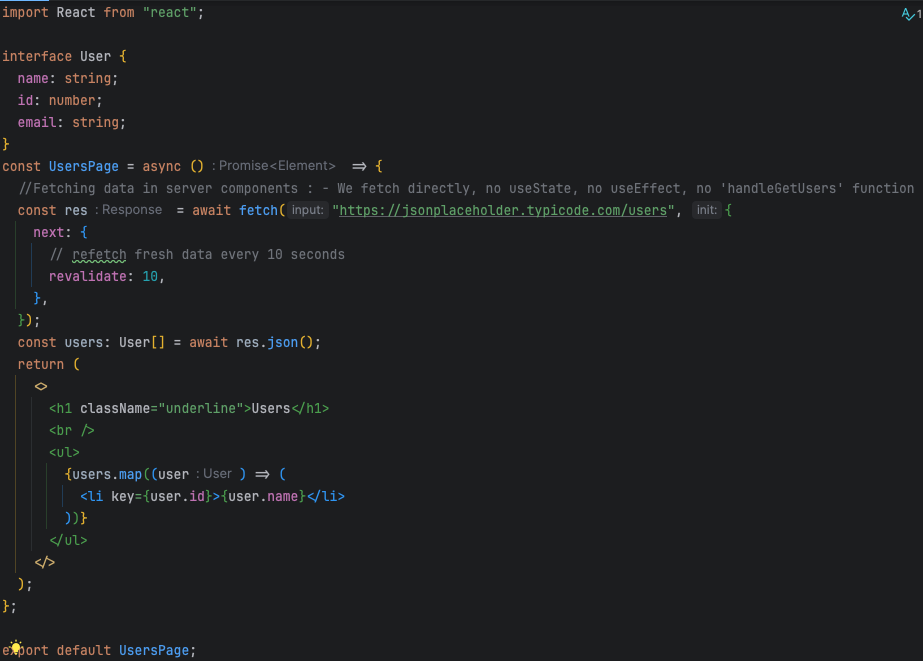 import React from "react";
1
interface User {
name: string;
id: number;
email: string;
}
const UsersPage = async () : Promise<Element> => {
//Fetching data in server components : - We fetch directly, no useState, no useEffect, no 'handleGetUsers' function
const res : Response = await fetch( input: "https://jsonplaceholder.typicode.com/users", init: {
next: {
// refetch fresh data every 10 seconds
revalidate: 10,
},
});
const users: User[] = await res.json();
return (
<>
<h1 className="underline">Users</h1>
<br />
<ul>
{users.map((user : User ) => (
<li key={user.id}>{user.name}</li>
))}
</ul>
</>
);
};
export default UsersPage;